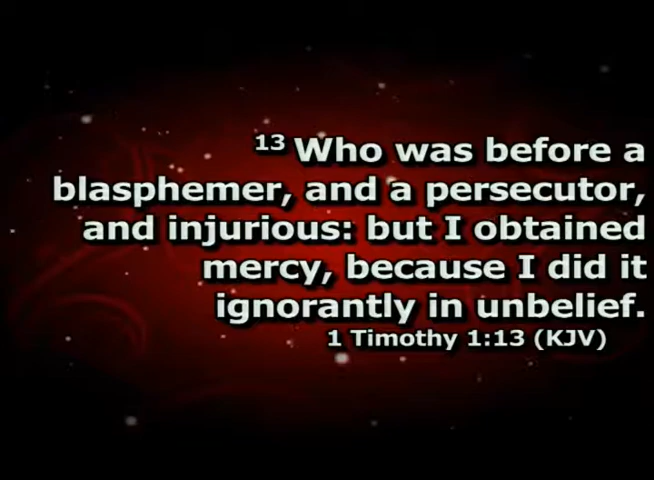 13 Who was before a
blasphemer, and a persecutor,
and injurious: but I obtained
mercy, because I did it
ignorantly in unbelief.
1 Timothy 1:13 (KJV)